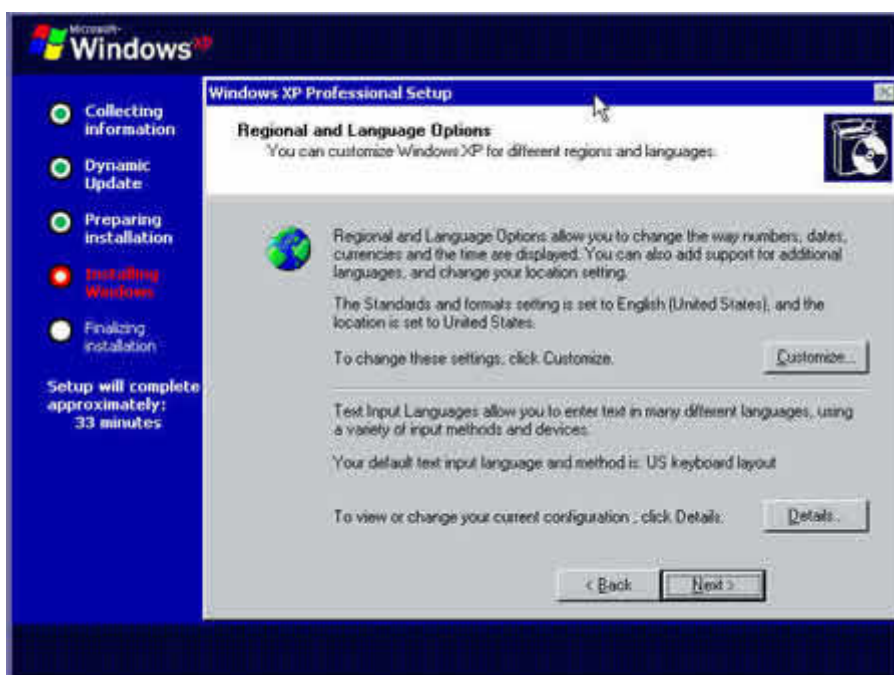 Microsoft
Windows xp
Collecting
information
Dynamic
Update
Preparing
installation
Installing
Windows
Finalizing
installation
Setup will complete
approximately:
33 minutes
Windows XP Professional Setup
Regional and Language Options
You can customize Windows XP for different regions and languages.
Regional and Language Options allow you to change the way numbers, dates,
currencies and the time are displayed. You can also add support for additional
languages, and change your location setting.
The Standards and formats setting is set to English (United States), and the
location is set to United States.
To change these settings, click Customize.
Customize...
Text Input Languages allow you to enter text in many different languages, using
a variety of input methods and devices.
Your default text input language and method is: US keyboard layout
To view or change your current configuration , click Details.
Details...
< Back
Next >